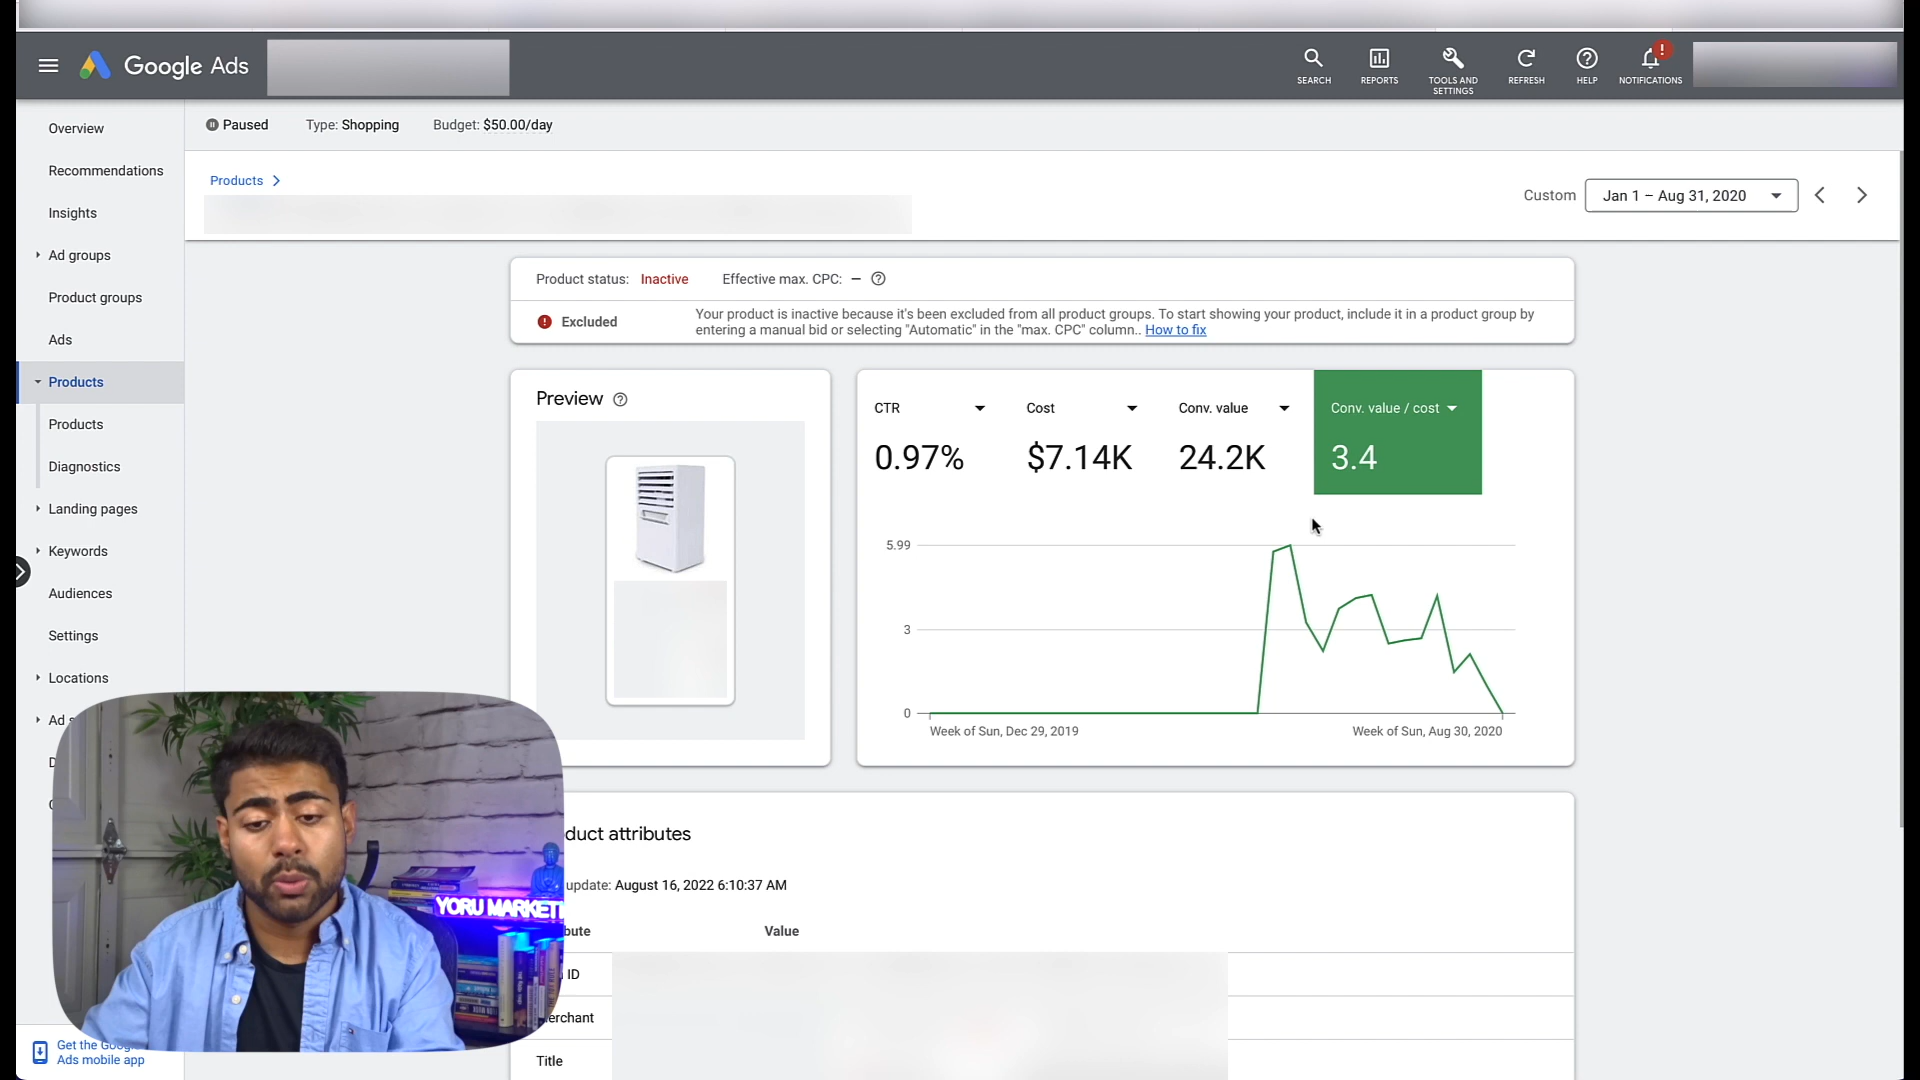 Google Ads
SEARCH
REPORTS
TOOLS AND
SETTINGS
REFRESH
HELP
!
NOTIFICATIONS
Overview
Recommendations
Insights
Ad groups
Product groups
Ads
Products
Products
Diagnostics
Landing pages
Keywords
Audiences
Settings
Locations
Ad s
D
Get the Goog
Ads mobile app
Paused Type: Shopping Budget: $50.00/day
Products
Custom Jan 1 – Aug 31, 2020
Product status: Inactive Effective max. CPC: –
Excluded
Your product is inactive because it's been excluded from all product groups. To start showing your product, include it in a product group by
entering a manual bid or selecting "Automatic" in the "max. CPC" column.. How to fix
Preview
CTR Cost Conv. value Conv. value / cost
0.97% $7.14K 24.2K 3.4
5.99
3
0
Week of Sun, Dec 29, 2019 Week of Sun, Aug 30, 2020
duct attributes
update: August 16, 2022 6:10:37 AM
bute Value
ID
erchant
Title
YORU MARKETI